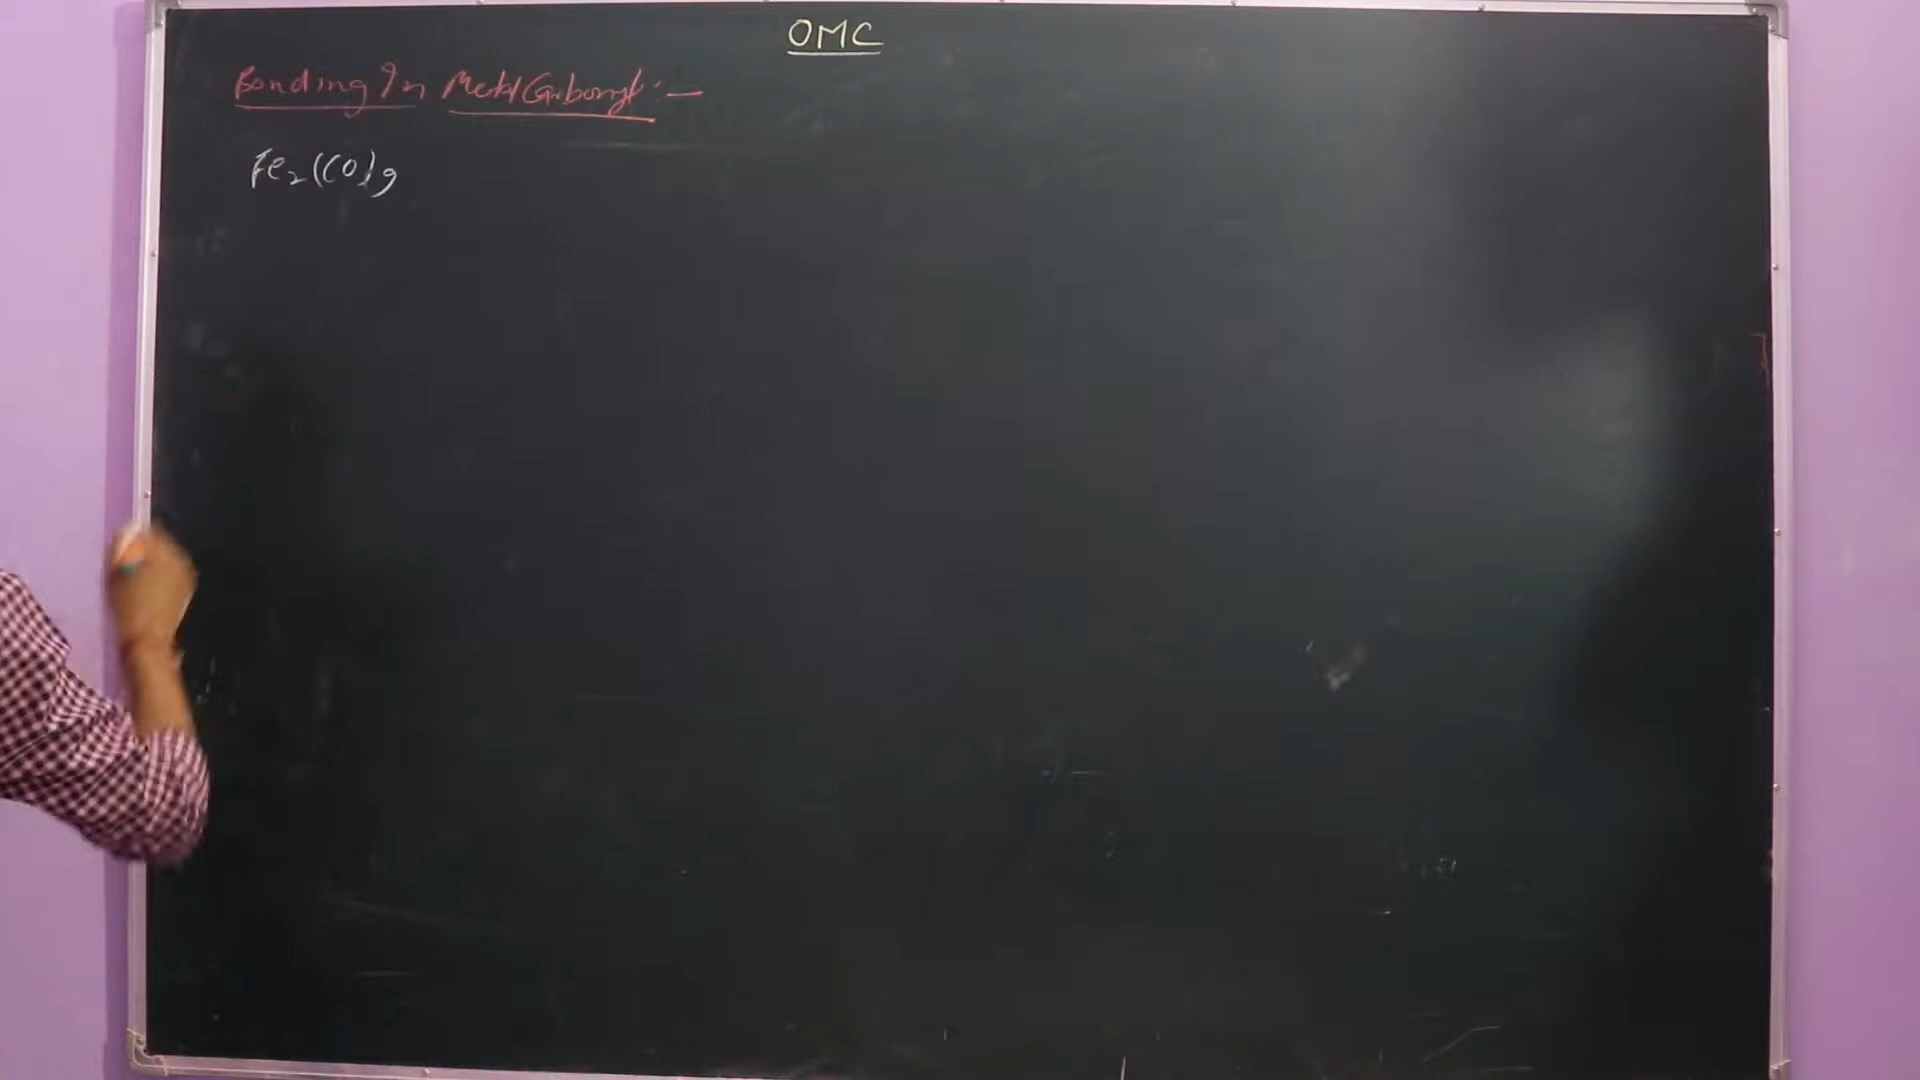 OMC
Bonding In Metal Carbonyl :-
Fe₂(CO)₉